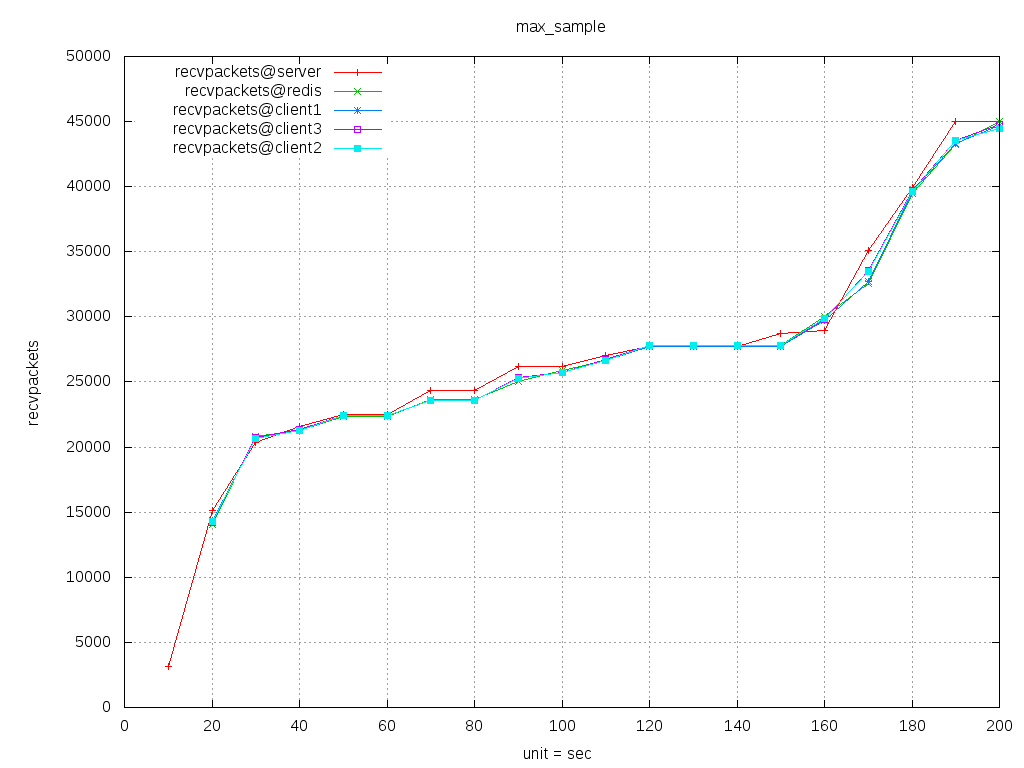 max_sample
50000
45000
40000
35000
30000
25000
20000
15000
10000
5000
0
recvpackets@server
recvpackets@redis
recvpackets@client1
recvpackets@client3
recvpackets@client2
recvpackets
0 20 40 60 80 100 120 140 160 180 200
unit = sec